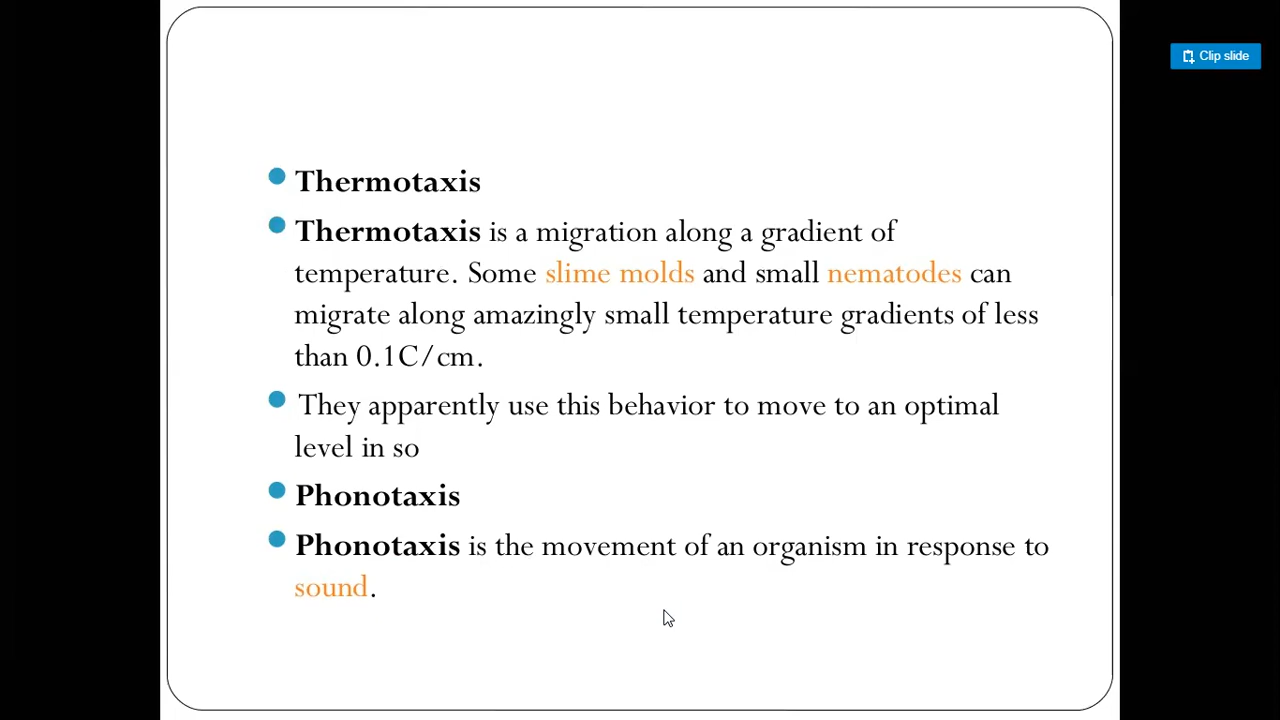 Clip slide
Thermotaxis
Thermotaxis is a migration along a gradient of
temperature. Some slime molds and small nematodes can
migrate along amazingly small temperature gradients of less
than 0.1C/cm.
They apparently use this behavior to move to an optimal
level in so
Phonotaxis
Phonotaxis is the movement of an organism in response to
sound.